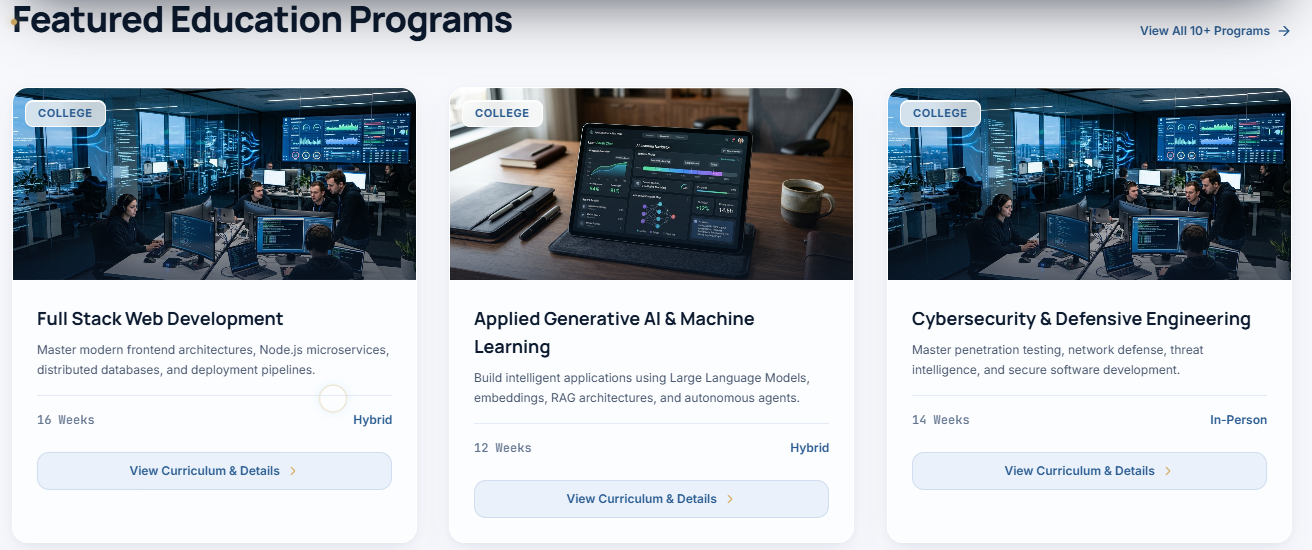 Featured Education Programs
View All 10+ Programs
COLLEGE
COLLEGE
COLLEGE
Full Stack Web Development
Master modern frontend architectures, Node.js microservices,
distributed databases, and deployment pipelines.
16 Weeks
Hybrid
View Curriculum & Details
Applied Generative AI & Machine
Learning
Build intelligent applications using Large Language Models,
embeddings, RAG architectures, and autonomous agents.
12 Weeks
Hybrid
View Curriculum & Details
Cybersecurity & Defensive Engineering
Master penetration testing, network defense, threat
intelligence, and secure software development.
14 Weeks
In-Person
View Curriculum & Details